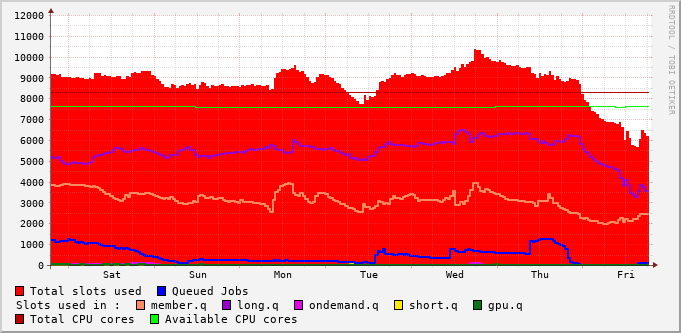 12000
11000
10000
9000
8000
7000
6000
5000
4000
3000
2000
1000
0
Sat Sun Mon Tue Wed Thu Fri
RRDTOOL / TOBI OETIKER
Total slots used Queued Jobs
Slots used in : member.q long.q ondemand.q short.q gpu.q
Total CPU cores Available CPU cores